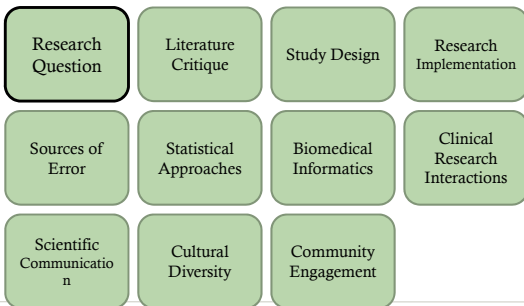 Research
Question
Literature
Critique
Study Design
Research
Implementation
Sources of
Error
Statistical
Approaches
Biomedical
Informatics
Clinical
Research
Interactions
Scientific
Communicatio
n
Cultural
Diversity
Community
Engagement